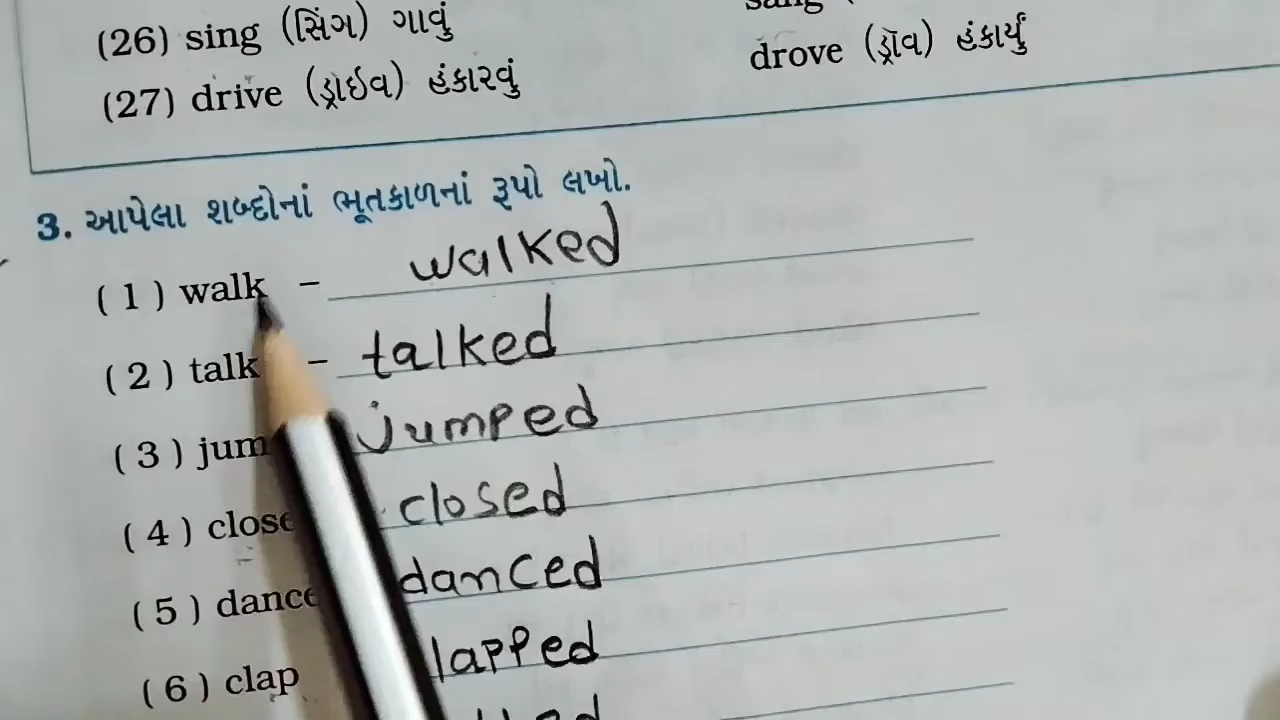 (26) sing (સિંગ) ગાવું
(27) drive (ડ્રાઇવ) હંકારવું
drove (ડ્રૉવ) હંકાર્યું
3. આપેલા શબ્દોનાં ભૂતકાળનાં રૂપો લખો.
(1) walk – walked
(2) talk – talked
(3) jum jumped
(4) close closed
(5) dance danced
(6) clap lapped